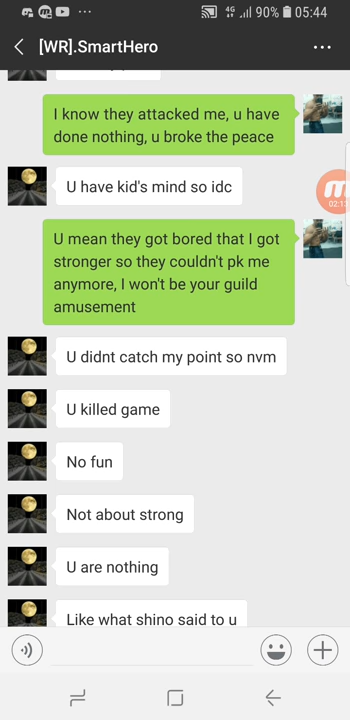 4G 90% 05:44
[WR].SmartHero
I know they attacked me, u have
done nothing, u broke the peace
U have kid's mind so idc
02:12
U mean they got bored that I got
stronger so they couldn't pk me
anymore, I won't be your guild
amusement
U didnt catch my point so nvm
U killed game
No fun
Not about strong
U are nothing
Like what shino said to u